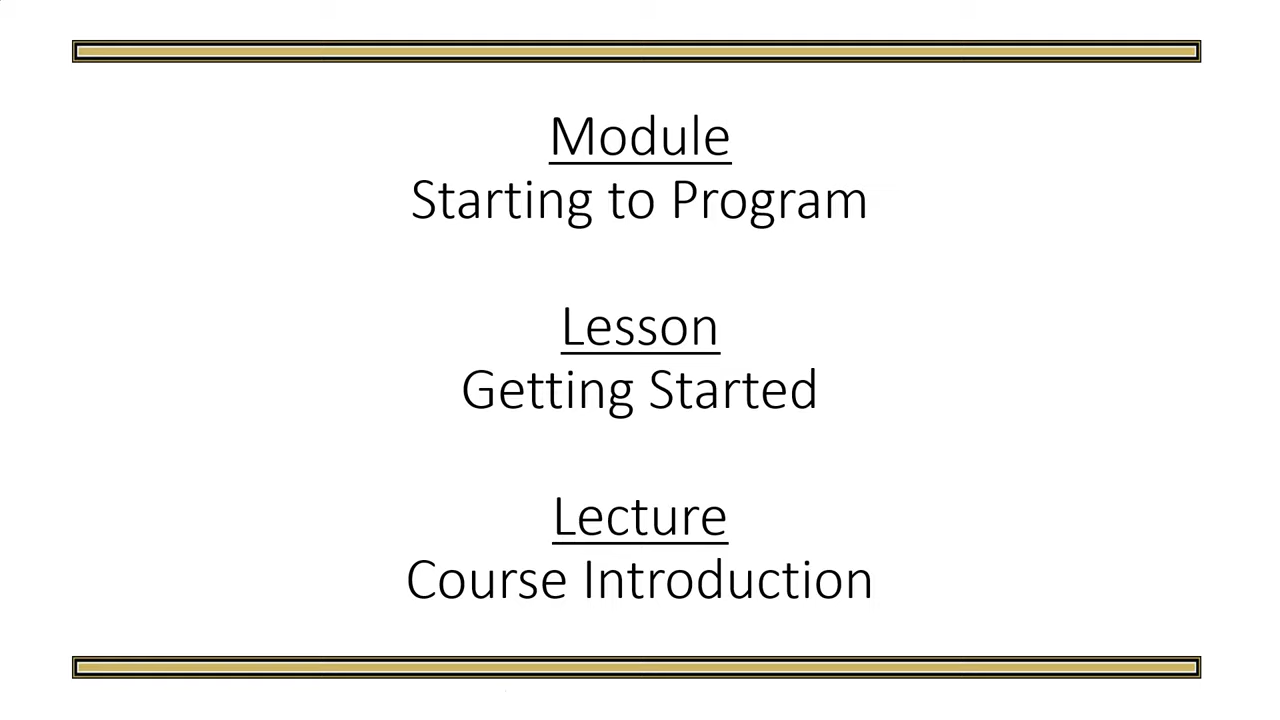 Module
Starting to Program
Lesson
Getting Started
Lecture
Course Introduction